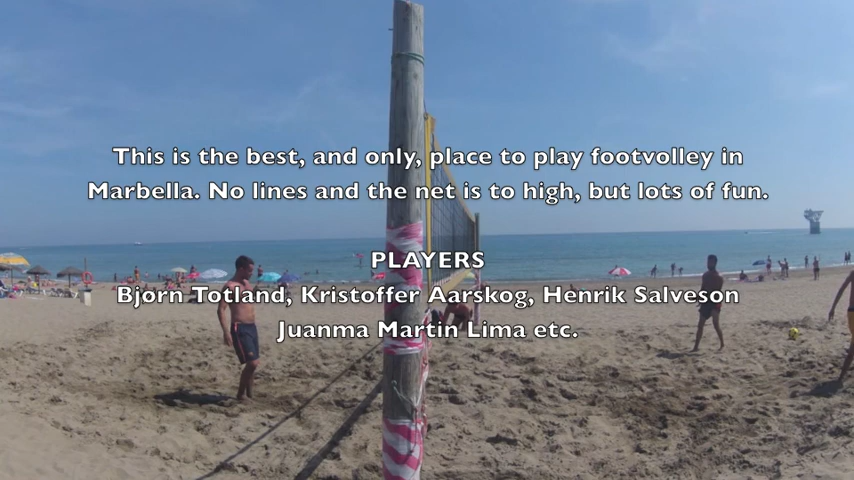 This is the best, and only, place to play footvolley in
Marbella. No lines and the net is to high, but lots of fun.
PLAYERS
Bjørn Totland, Kristoffer Aarskog, Henrik Salveson
Juanma Martin Lima etc.